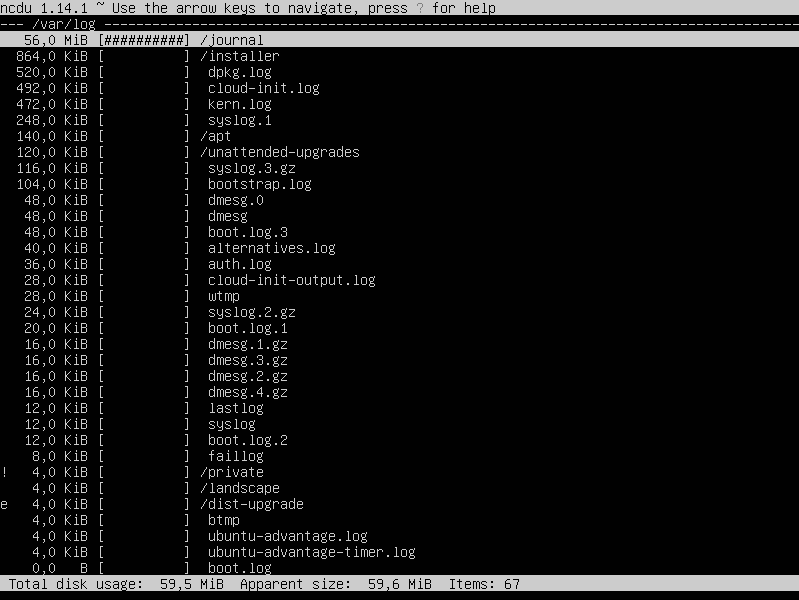 ncdu 1.14.1 ~ Use the arrow keys to navigate, press ? for help
--- /var/log ---------------------------------------------------------------------------------------
56,0 MiB [##########] /journal
864,0 KiB [          ] /installer
520,0 KiB [          ]  dpkg.log
492,0 KiB [          ]  cloud-init.log
472,0 KiB [          ]  kern.log
248,0 KiB [          ]  syslog.1
140,0 KiB [          ] /apt
120,0 KiB [          ] /unattended-upgrades
116,0 KiB [          ]  syslog.3.gz
104,0 KiB [          ]  bootstrap.log
48,0 KiB [          ]  dmesg.0
48,0 KiB [          ]  dmesg
48,0 KiB [          ]  boot.log.3
40,0 KiB [          ]  alternatives.log
36,0 KiB [          ]  auth.log
28,0 KiB [          ]  cloud-init-output.log
28,0 KiB [          ]  wtmp
24,0 KiB [          ]  syslog.2.gz
20,0 KiB [          ]  boot.log.1
16,0 KiB [          ]  dmesg.1.gz
16,0 KiB [          ]  dmesg.3.gz
16,0 KiB [          ]  dmesg.2.gz
16,0 KiB [          ]  dmesg.4.gz
12,0 KiB [          ]  lastlog
12,0 KiB [          ]  syslog
12,0 KiB [          ]  boot.log.2
8,0 KiB [          ]  faillog
! 4,0 KiB [          ] /private
4,0 KiB [          ] /landscape
e 4,0 KiB [          ] /dist-upgrade
4,0 KiB [          ]  btmp
4,0 KiB [          ]  ubuntu-advantage.log
4,0 KiB [          ]  ubuntu-advantage-timer.log
0,0   B [          ]  boot.log
Total disk usage:  59,5 MiB  Apparent size:  59,6 MiB  Items: 67